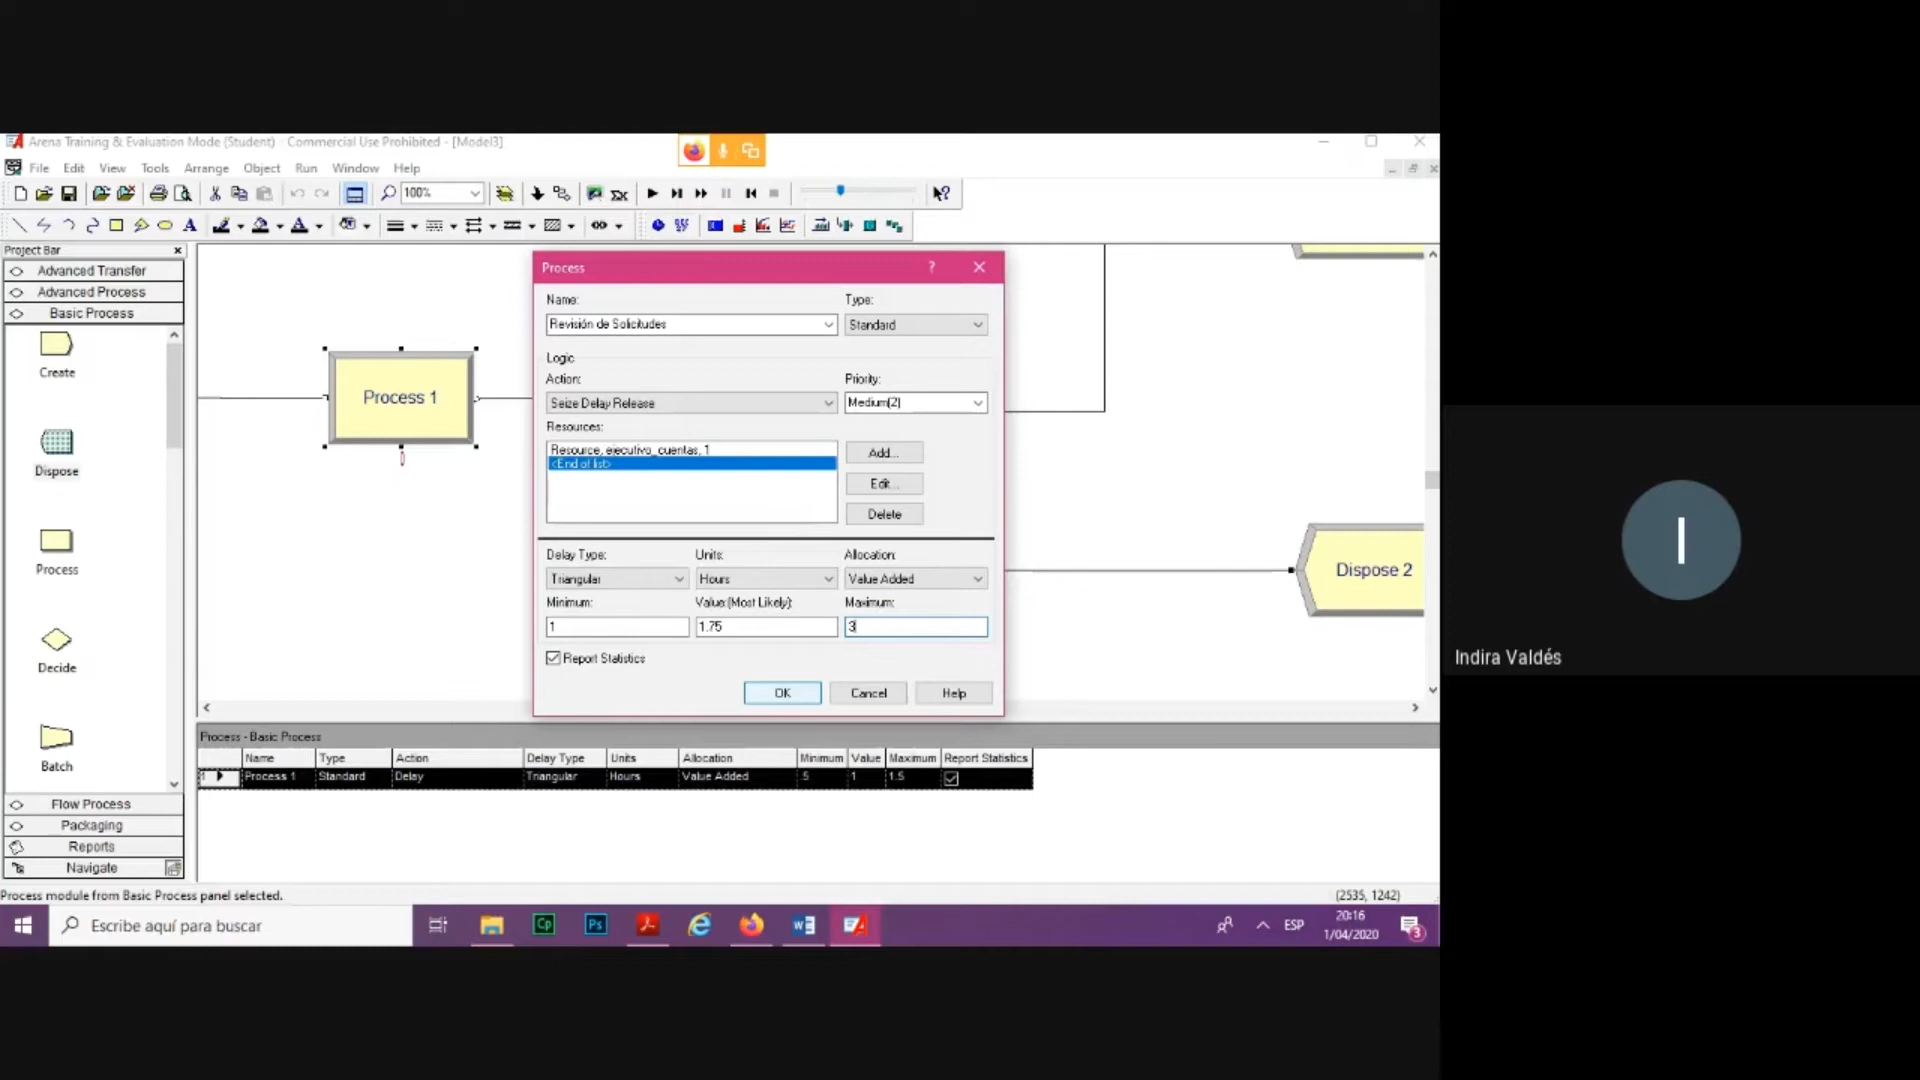 Arena Training & Evaluation Mode (Student) - Commercial Use Prohibited - [Model3]
File Edit View Tools Arrange Object Run Window Help
100%
Project Bar
Advanced Transfer
Advanced Process
Basic Process
Create
Dispose
Process
Decide
Batch
Flow Process
Packaging
Reports
Navigate
Process 1
0
Process
Name:
Type:
Revisión de Solicitudes
Standard
Logic
Action:
Priority:
Seize Delay Release
Medium(2)
Resources:
Resource, ejecutivo_cuentas, 1
<End of list>
Add...
Edit...
Delete
Delay Type:
Units:
Allocation:
Triangular
Hours
Value Added
Minimum:
Value (Most Likely):
Maximum:
1
1.75
3
Report Statistics
OK
Cancel
Help
Dispose 2
Process - Basic Process
Name Type Action Delay Type Units Allocation Minimum Value Maximum Report Statistics
1 Process 1 Standard Delay Triangular Hours Value Added .5 1 1.5
Process module from Basic Process panel selected.
(2535, 1242)
Escribe aquí para buscar
Cp
Ps
ESP
20:16
1/04/2020
3
I
Indira Valdés